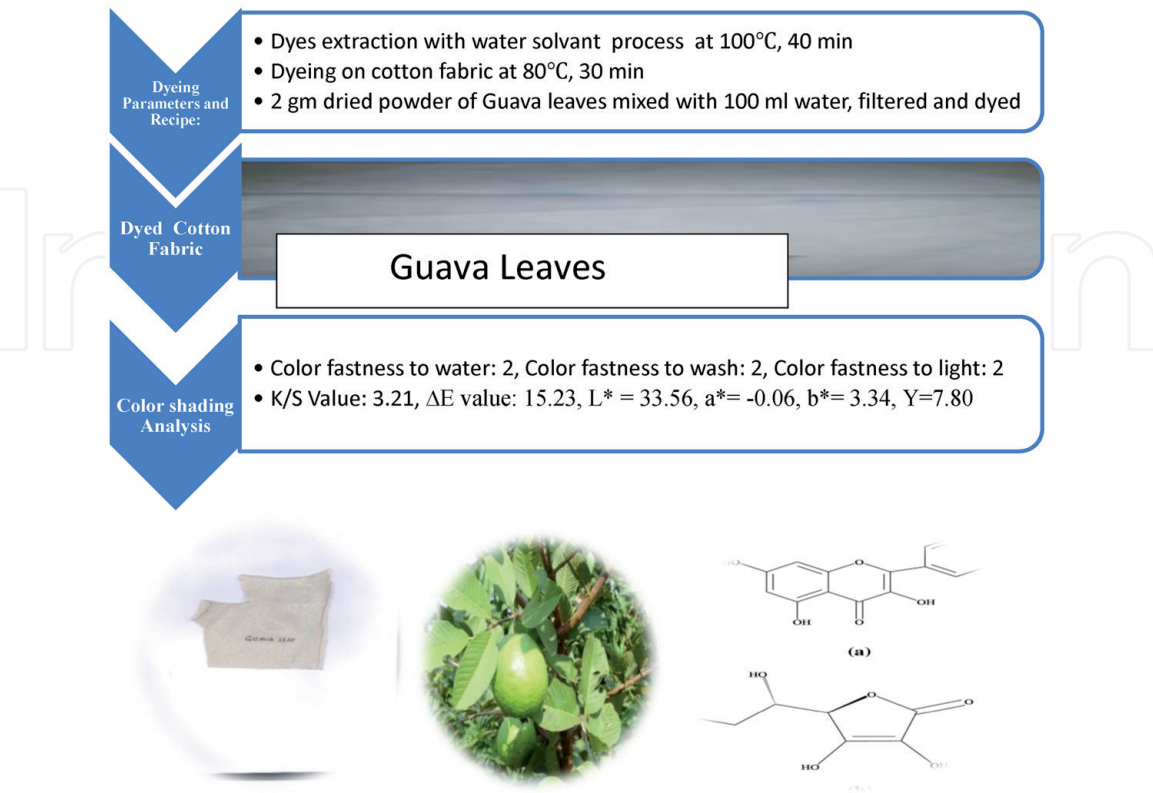 Dyeing
Parameters and
Recipe:
• Dyes extraction with water solvant process at 100℃, 40 min
• Dyeing on cotton fabric at 80℃, 30 min
• 2 gm dried powder of Guava leaves mixed with 100 ml water, filtered and dyed
Dyed Cotton
Fabric
Guava Leaves
Color shading
Analysis
• Color fastness to water: 2, Color fastness to wash: 2, Color fastness to light: 2
• K/S Value: 3.21, ΔE value: 15.23, L* = 33.56, a*= -0.06, b*= 3.34, Y=7.80
GUAVA LEAF
HO
O
OH
OH
O
(a)
HO
O
O
HO
OH
(b)